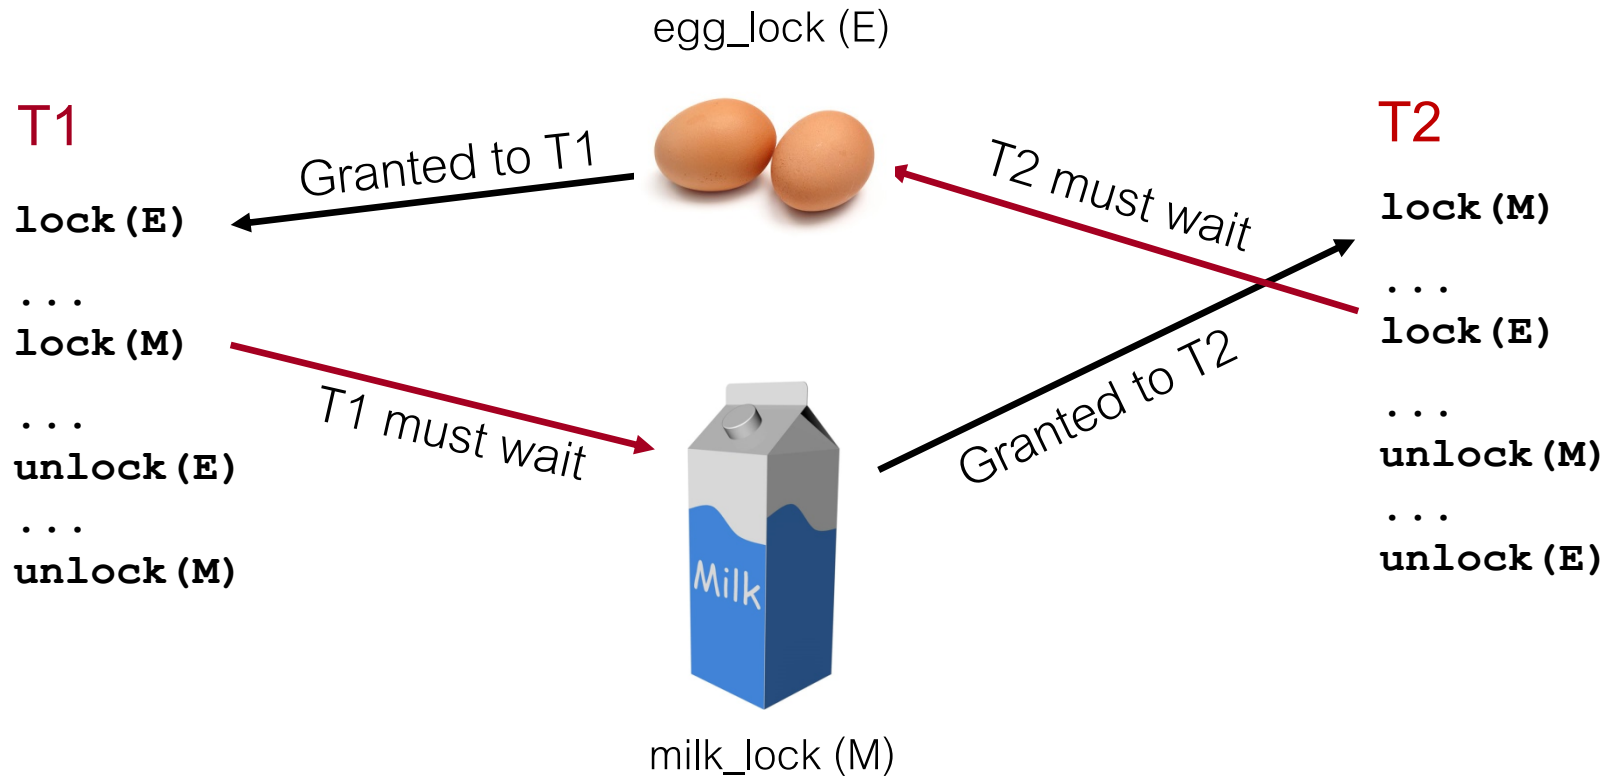 egg_lock (E)
T1
Granted to T1
lock(E)
...
lock(M)
T1 must wait
...
unlock(E)
...
unlock(M)
Milk
milk_lock (M)
T2
T2 must wait
lock(M)
...
lock(E)
Granted to T2
...
unlock(M)
...
unlock(E)